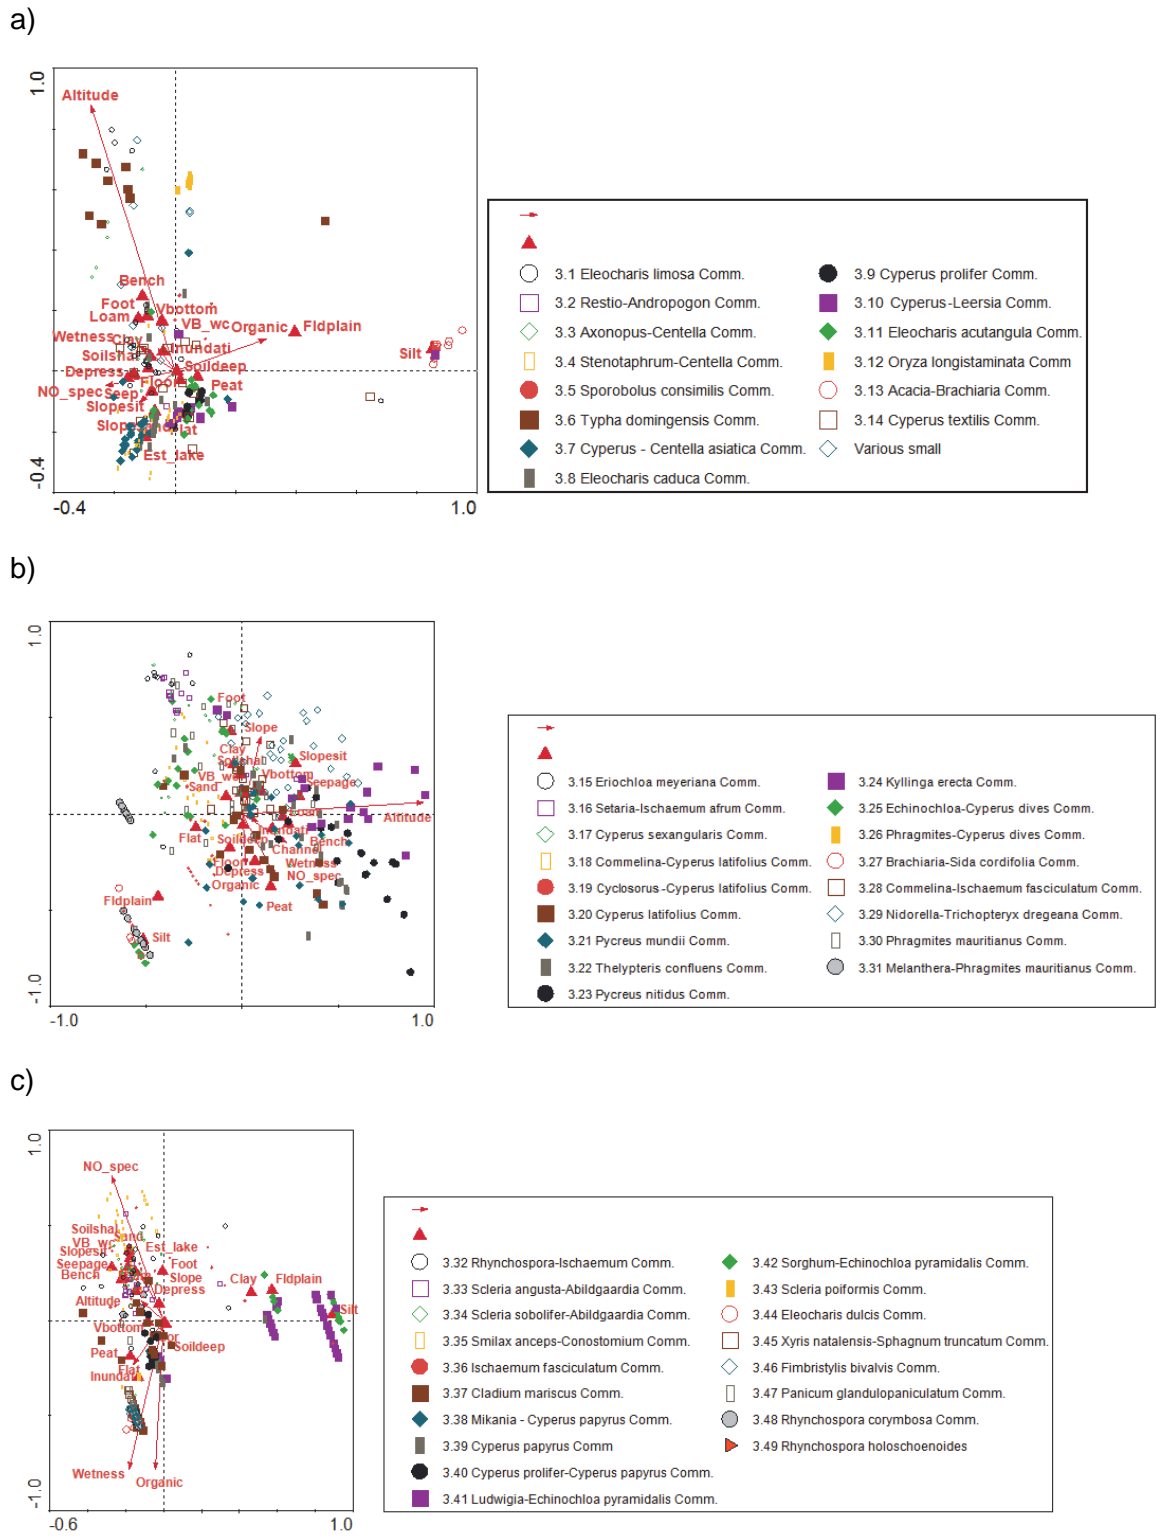 a)
1.0
Altitude
Bench
Foot
Loam
Vbottom
VB_wc
Organic
Fldplain
Wetness
Clay
Inundati
Silt
Soilshal
Soildeep
Depress
Floor
Peat
NO_spec
Seep
Slopesit
Slope
Est_lake
-0.4
-0.4
1.0
3.1 Eleocharis limosa Comm.
3.2 Restio-Andropogon Comm.
3.3 Axonopus-Centella Comm.
3.4 Stenotaphrum-Centella Comm.
3.5 Sporobolus consimilis Comm.
3.6 Typha domingensis Comm.
3.7 Cyperus - Centella asiatica Comm.
3.8 Eleocharis caduca Comm.
3.9 Cyperus prolifer Comm.
3.10 Cyperus-Leersia Comm.
3.11 Eleocharis acutangula Comm.
3.12 Oryza longistaminata Comm
3.13 Acacia-Brachiaria Comm.
3.14 Cyperus textilis Comm.
Various small
b)
1.0
Foot
Slope
Clay
Soilshal
Slopesit
VB_wc
Vbottom
Sand
Seepage
Loam
Altitude
Flat
Inundati
Soildeep
Bench
Channel
Floor
Wetness
Depress
NO_spec
Organic
Fldplain
Peat
Silt
-1.0
-1.0
1.0
3.15 Eriochloa meyeriana Comm.
3.16 Setaria-Ischaemum afrum Comm.
3.17 Cyperus sexangularis Comm.
3.18 Commelina-Cyperus latifolius Comm.
3.19 Cyclosorus -Cyperus latifolius Comm.
3.20 Cyperus latifolius Comm.
3.21 Pycreus mundii Comm.
3.22 Thelypteris confluens Comm.
3.23 Pycreus nitidus Comm.
3.24 Kyllinga erecta Comm.
3.25 Echinochloa-Cyperus dives Comm.
3.26 Phragmites-Cyperus dives Comm.
3.27 Brachiaria-Sida cordifolia Comm.
3.28 Commelina-Ischaemum fasciculatum Comm.
3.29 Nidorella-Trichopteryx dregeana Comm.
3.30 Phragmites mauritianus Comm.
3.31 Melanthera-Phragmites mauritianus Comm.
c)
1.0
NO_spec
Soilshal
Sand
VB_wc
Est_lake
Slopesit
Seepage
Foot
Bench
Slope
Clay
Fldplain
Depress
Altitude
Silt
Vbottom
Soildeep
Peat
Flat
Inundati
Wetness
Organic
-1.0
-0.6
1.0
3.32 Rhynchospora-Ischaemum Comm.
3.33 Scleria angusta-Abildgaardia Comm.
3.34 Scleria sobolifer-Abildgaardia Comm.
3.35 Smilax anceps-Conostomium Comm.
3.36 Ischaemum fasciculatum Comm.
3.37 Cladium mariscus Comm.
3.38 Mikania - Cyperus papyrus Comm.
3.39 Cyperus papyrus Comm
3.40 Cyperus prolifer-Cyperus papyrus Comm.
3.41 Ludwigia-Echinochloa pyramidalis Comm.
3.42 Sorghum-Echinochloa pyramidalis Comm.
3.43 Scleria poiformis Comm.
3.44 Eleocharis dulcis Comm.
3.45 Xyris natalensis-Sphagnum truncatum Comm.
3.46 Fimbristylis bivalvis Comm.
3.47 Panicum glandulopaniculatum Comm.
3.48 Rhynchospora corymbosa Comm.
3.49 Rhynchospora holoschoenoides